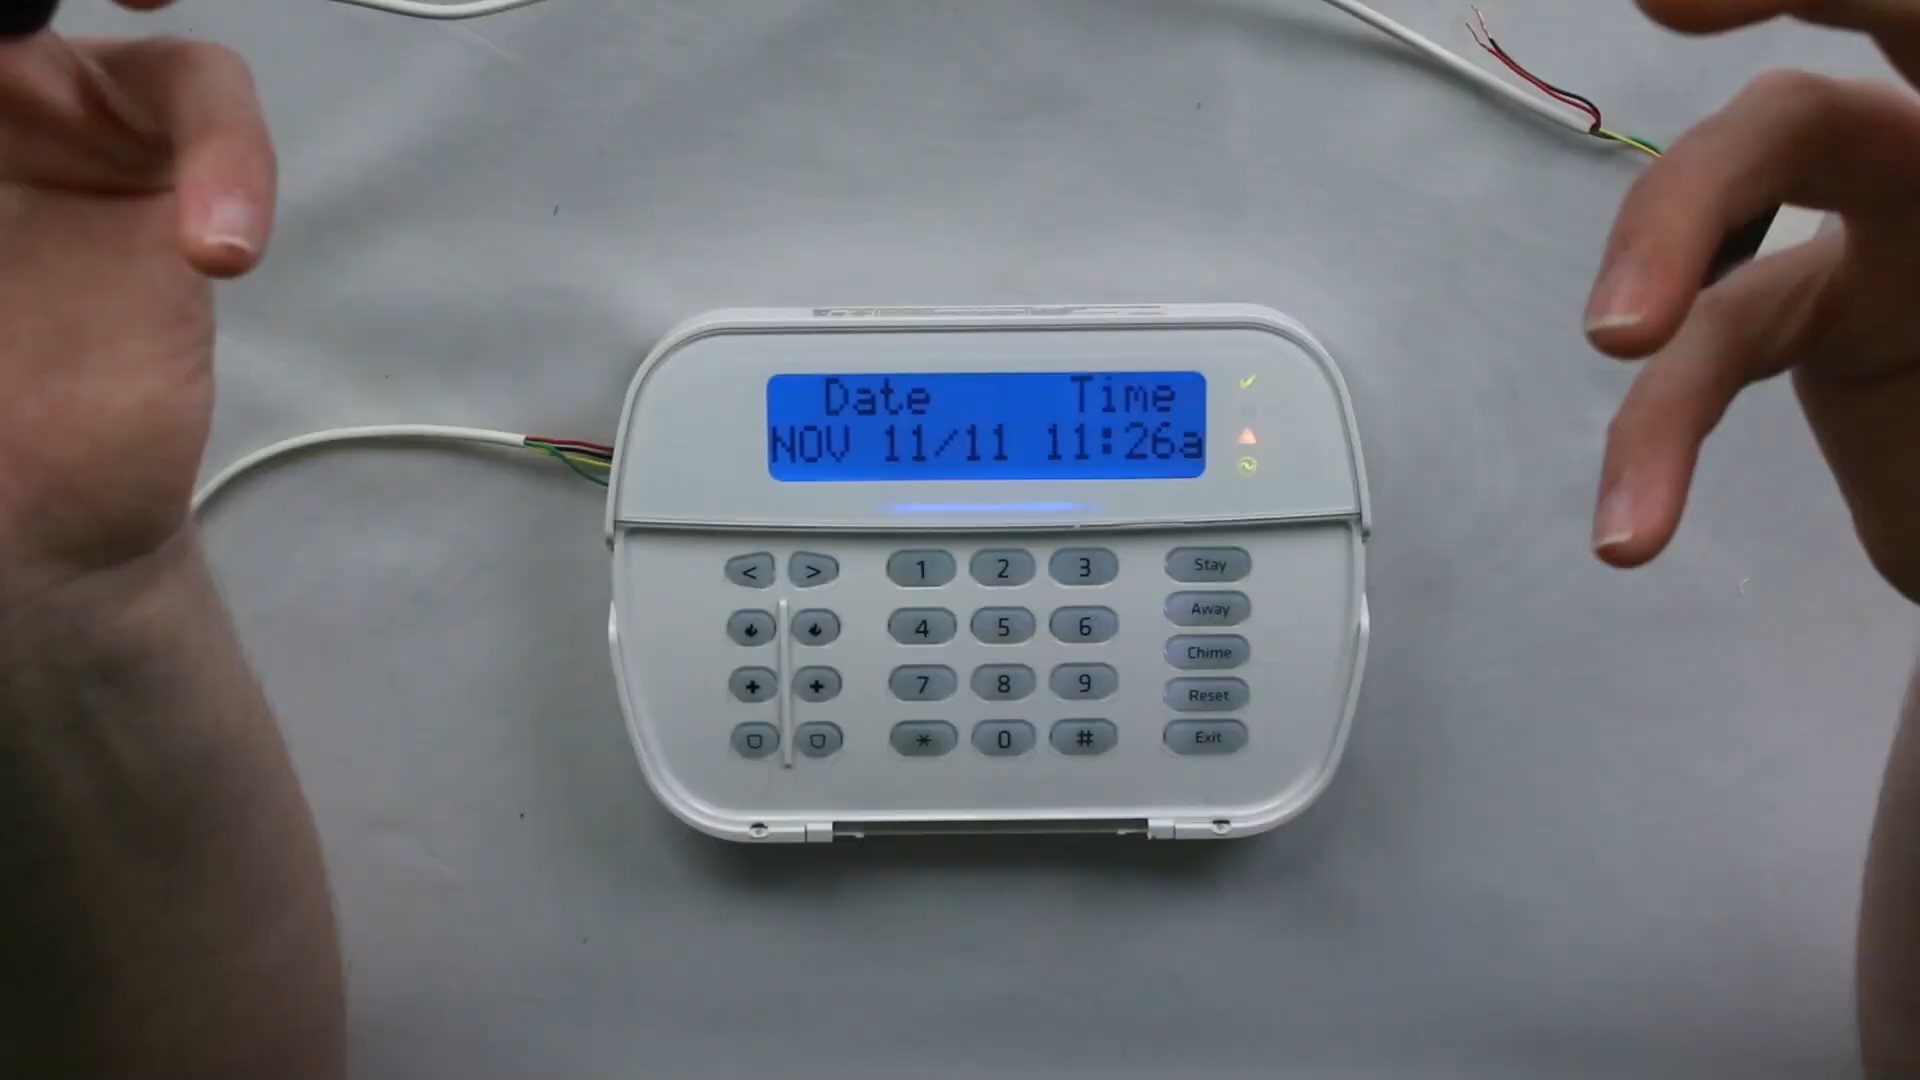 Date Time
NOV 11/11 11:26a
< > 1 2 3 Stay
Away
4 5 6
Chime
7 8 9 Reset
* 0 # Exit